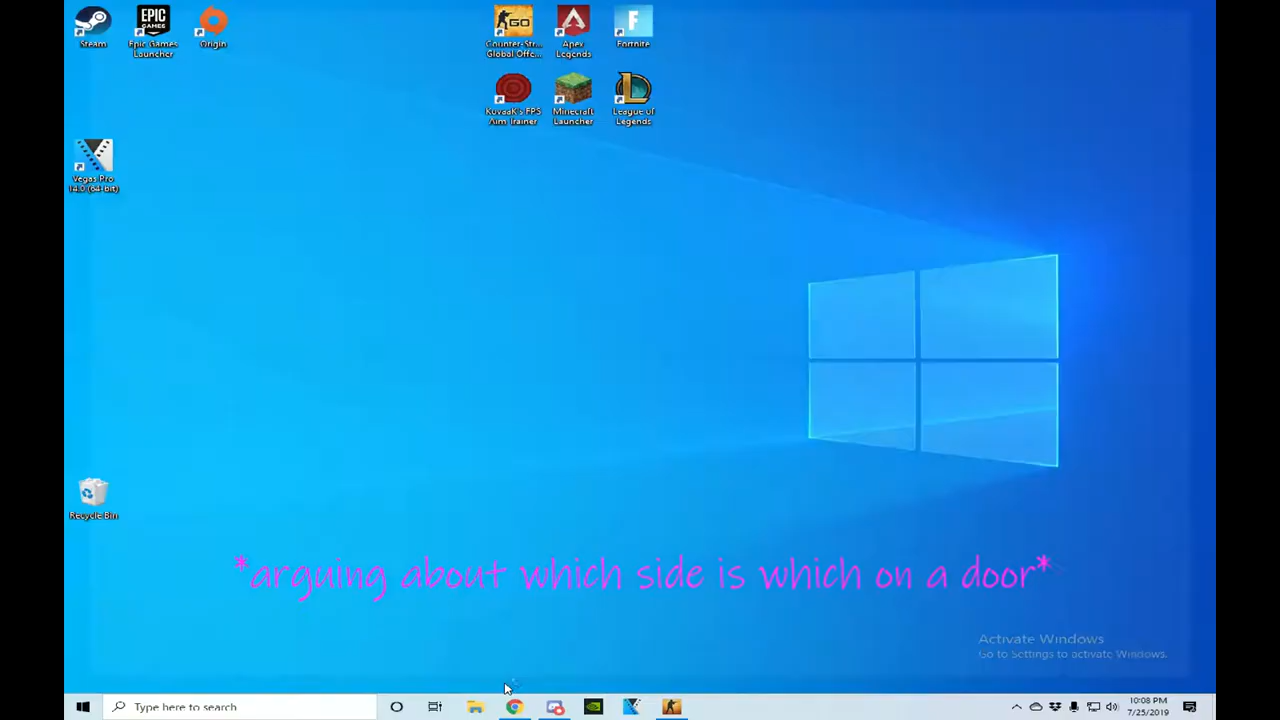 Steam
Epic Games
Launcher
Origin
Counter-Str...
Global Offe...
Apex
Legends
Fortnite
KovaaK's FPS
Aim Trainer
Minecraft
Launcher
League of
Legends
Vegas Pro
14.0 (64-bit)
Recycle Bin
*arguing about which side is which on a door*
Activate Windows
Go to Settings to activate Windows.
Type here to search
10:08 PM
7/25/2019